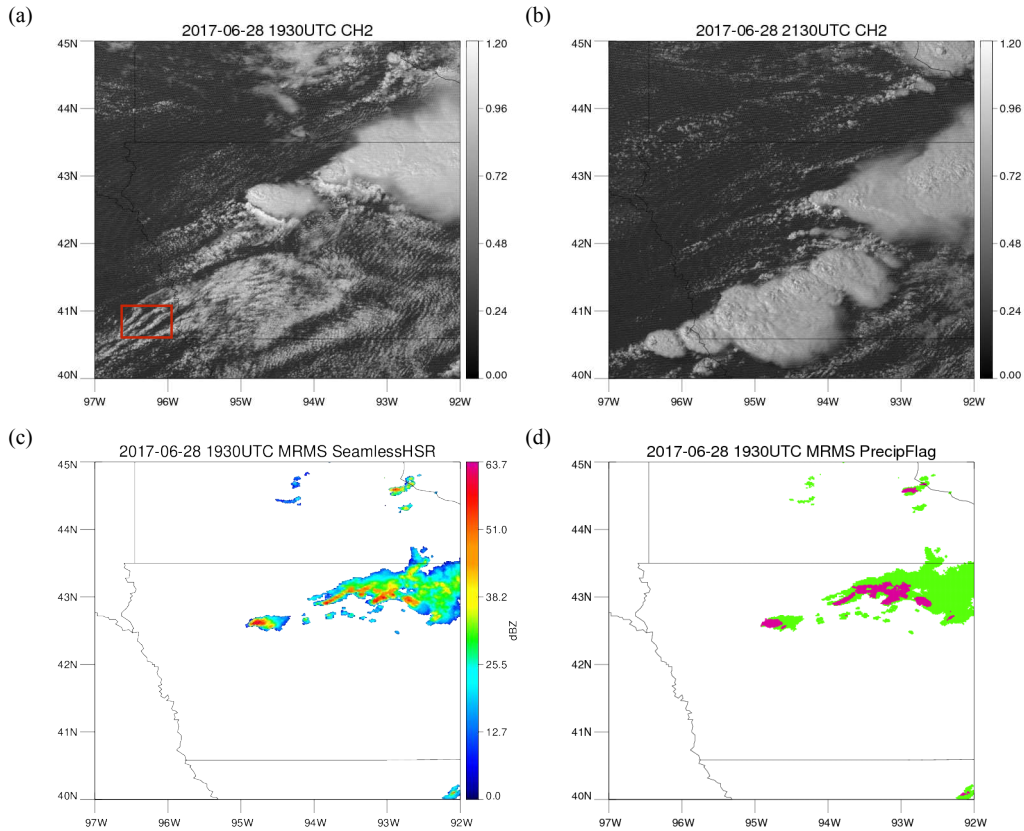 (a)
2017-06-28 1930UTC CH2
45N
44N
43N
42N
41N
40N
97W 96W 95W 94W 93W 92W
1.20
0.96
0.72
0.48
0.24
0.00
(b)
2017-06-28 2130UTC CH2
45N
44N
43N
42N
41N
40N
97W 96W 95W 94W 93W 92W
1.20
0.96
0.72
0.48
0.24
0.00
(c)
2017-06-28 1930UTC MRMS SeamlessHSR
45N
44N
43N
42N
41N
40N
97W 96W 95W 94W 93W 92W
63.7
51.0
38.2
25.5
12.7
0.0
dBZ
(d)
2017-06-28 1930UTC MRMS PrecipFlag
45N
44N
43N
42N
41N
40N
97W 96W 95W 94W 93W 92W